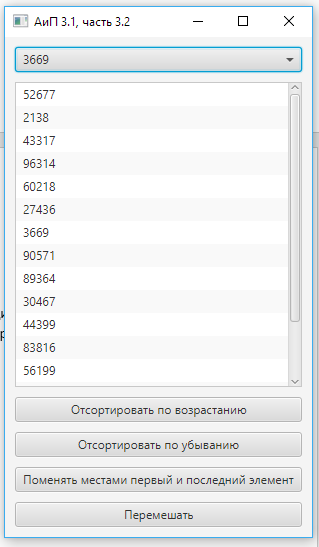 АиП 3.1, часть 3.2
3669
52677
2138
43317
96314
60218
27436
3669
90571
89364
30467
44399
83816
56199
Отсортировать по возрастанию
Отсортировать по убыванию
Поменять местами первый и последний элемент
Перемешать